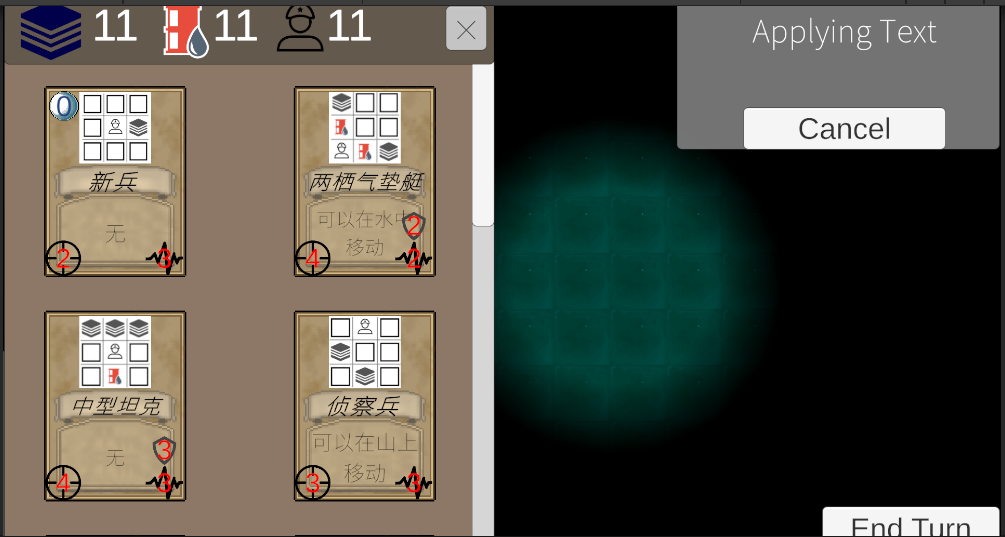 11 11 11
Applying Text
Cancel
0
新兵
无
2 3
两栖气垫艇
可以在水中
移动
2
4 2
中型坦克
无
3
4 3
侦察兵
可以在山上
移动
3 3
End Turn